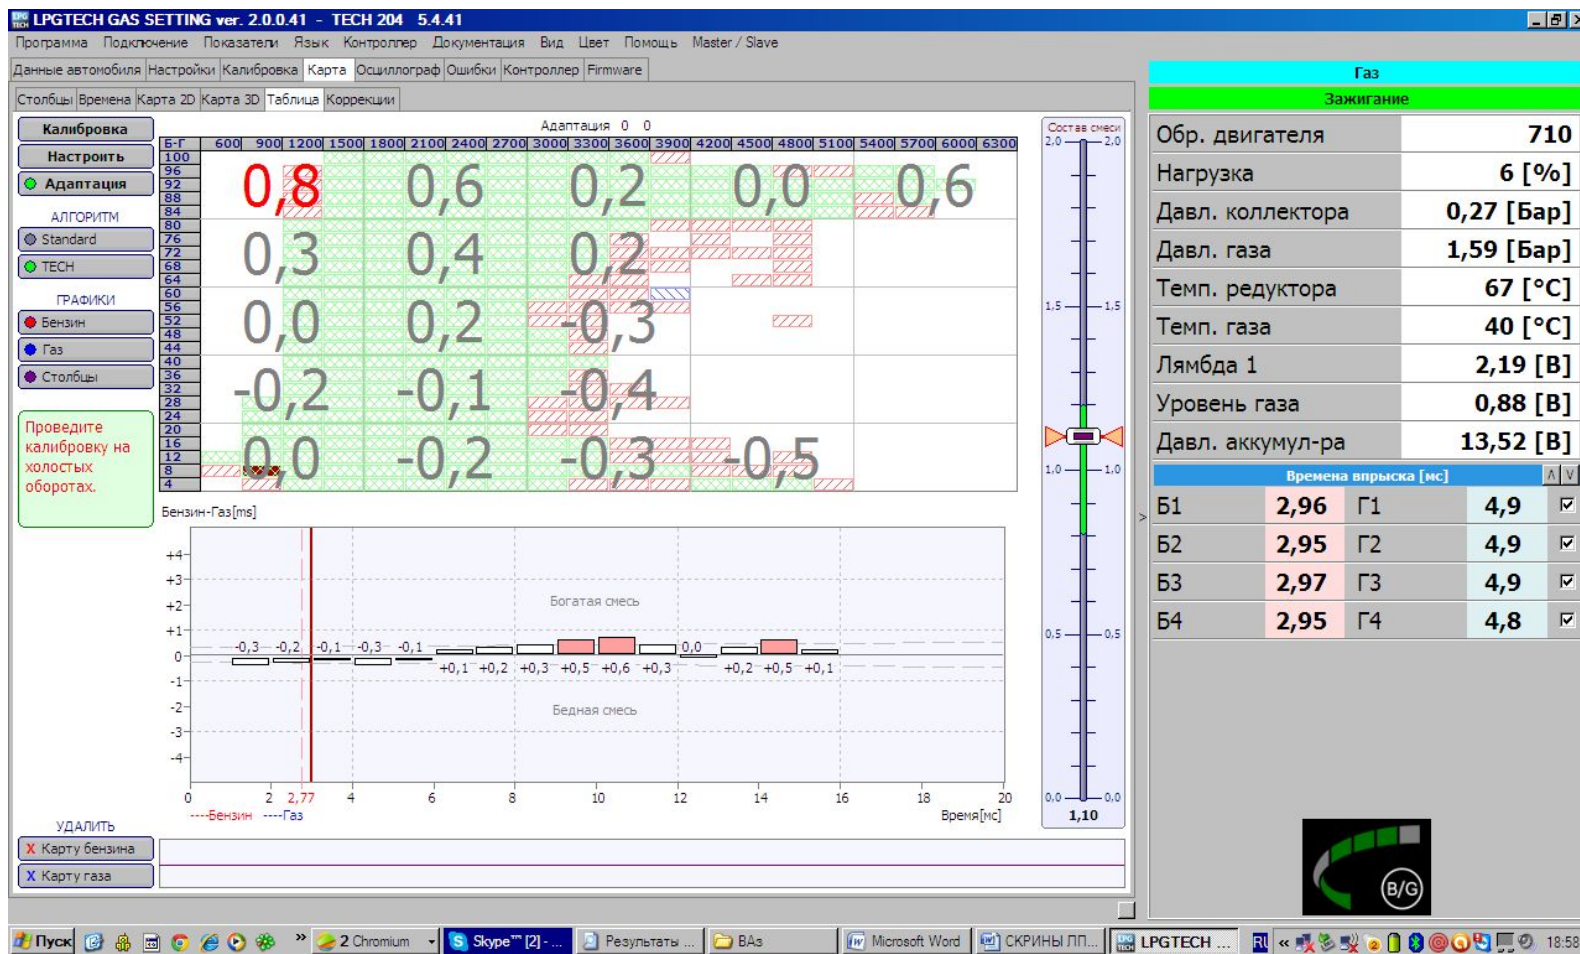 LPG TECH LPGTECH GAS SETTING ver. 2.0.0.41 - TECH 204 5.4.41
Программа Подключение Показатели Язык Контроллер Документация Вид Цвет Помощь Master / Slave
Данные автомобиля Настройки Калибровка Карта Осциллограф Ошибки Контроллер Firmware
Столбцы Времена Карта 2D Карта 3D Таблица Коррекции
Калибровка
Настроить
Адаптация
АЛГОРИТМ
Standard
TECH
ГРАФИКИ
Бензин
Газ
Столбцы
Проведите
калибровку на
холостых
оборотах.
Адаптация 0 0
Б-Г 600 900 1200 1500 1800 2100 2400 2700 3000 3300 3600 3900 4200 4500 4800 5100 5400 5700 6000 6300
100
96
92
88
84
80
76
72
68
64
60
56
52
48
44
40
36
32
28
24
20
16
12
8
4
0,8 0,6 0,2 0,0 0,6
0,3 0,4 0,2
0,0 0,2 -0,3
-0,2 -0,1 -0,4
0,0 -0,2 -0,3 -0,5
Бензин-Газ[ms]
+4
+3
+2
+1
0
-1
-2
-3
-4
Богатая смесь
-0,3 -0,2 -0,1 -0,3 -0,1 0,0
+0,1 +0,2 +0,3 +0,5 +0,6 +0,3 +0,2 +0,5 +0,1
Бедная смесь
0 2 2,77 4 6 8 10 12 14 16 18 20
----Бензин ----Газ Время[мс]
УДАЛИТЬ
X Карту бензина
X Карту газа
Состав смеси
2,0 2,0
1,5 1,5
1,0 1,0
0,5 0,5
0,0 0,0
1,10
>
Газ
Зажигание
Обр. двигателя 710
Нагрузка 6 [%]
Давл. коллектора 0,27 [Бар]
Давл. газа 1,59 [Бар]
Темп. редуктора 67 [°C]
Темп. газа 40 [°C]
Лямбда 1 2,19 [В]
Уровень газа 0,88 [В]
Давл. аккумул-ра 13,52 [В]
Времена впрыска [мс] Λ V
Б1 2,96 Г1 4,9
Б2 2,95 Г2 4,9
Б3 2,97 Г3 4,9
Б4 2,95 Г4 4,8
B/G
Пуск » 2 Chromium Skype™ [2] - ... Результаты ... ВАз Microsoft Word СКРИНЫ ЛП... LPGTECH ... RU « 18:58